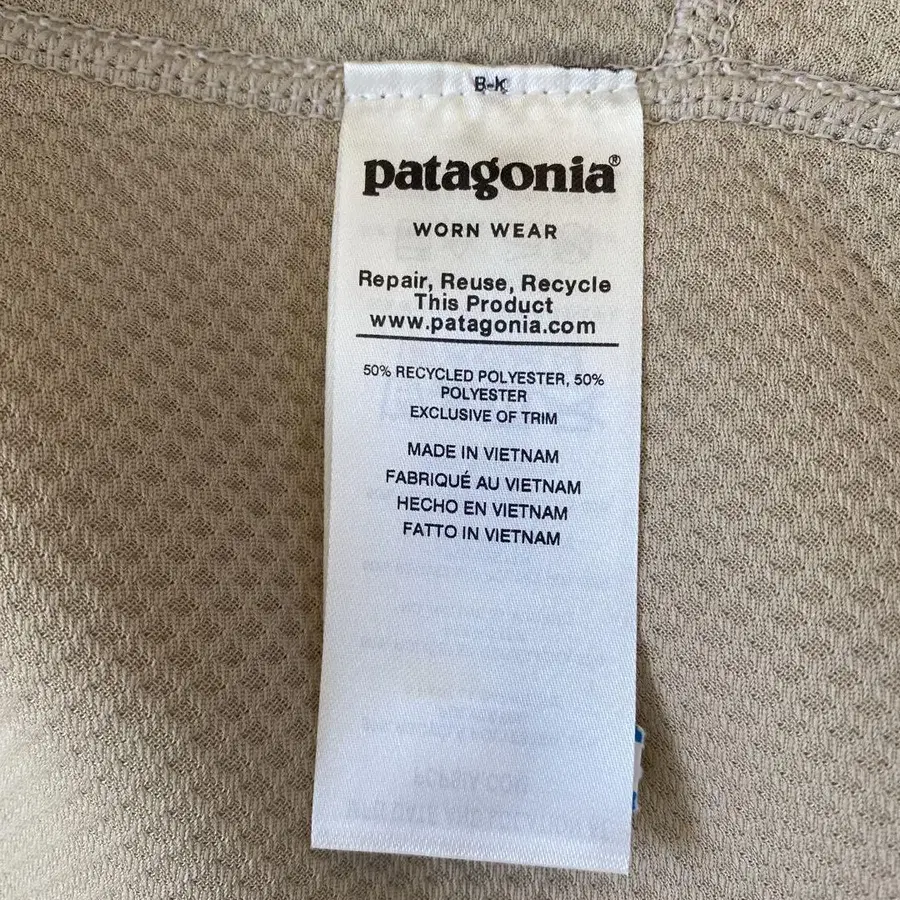 B-K
patagonia®
WORN WEAR
Repair, Reuse, Recycle
This Product
www.patagonia.com
50% RECYCLED POLYESTER, 50%
POLYESTER
EXCLUSIVE OF TRIM
MADE IN VIETNAM
FABRIQUÉ AU VIETNAM
HECHO EN VIETNAM
FATTO IN VIETNAM